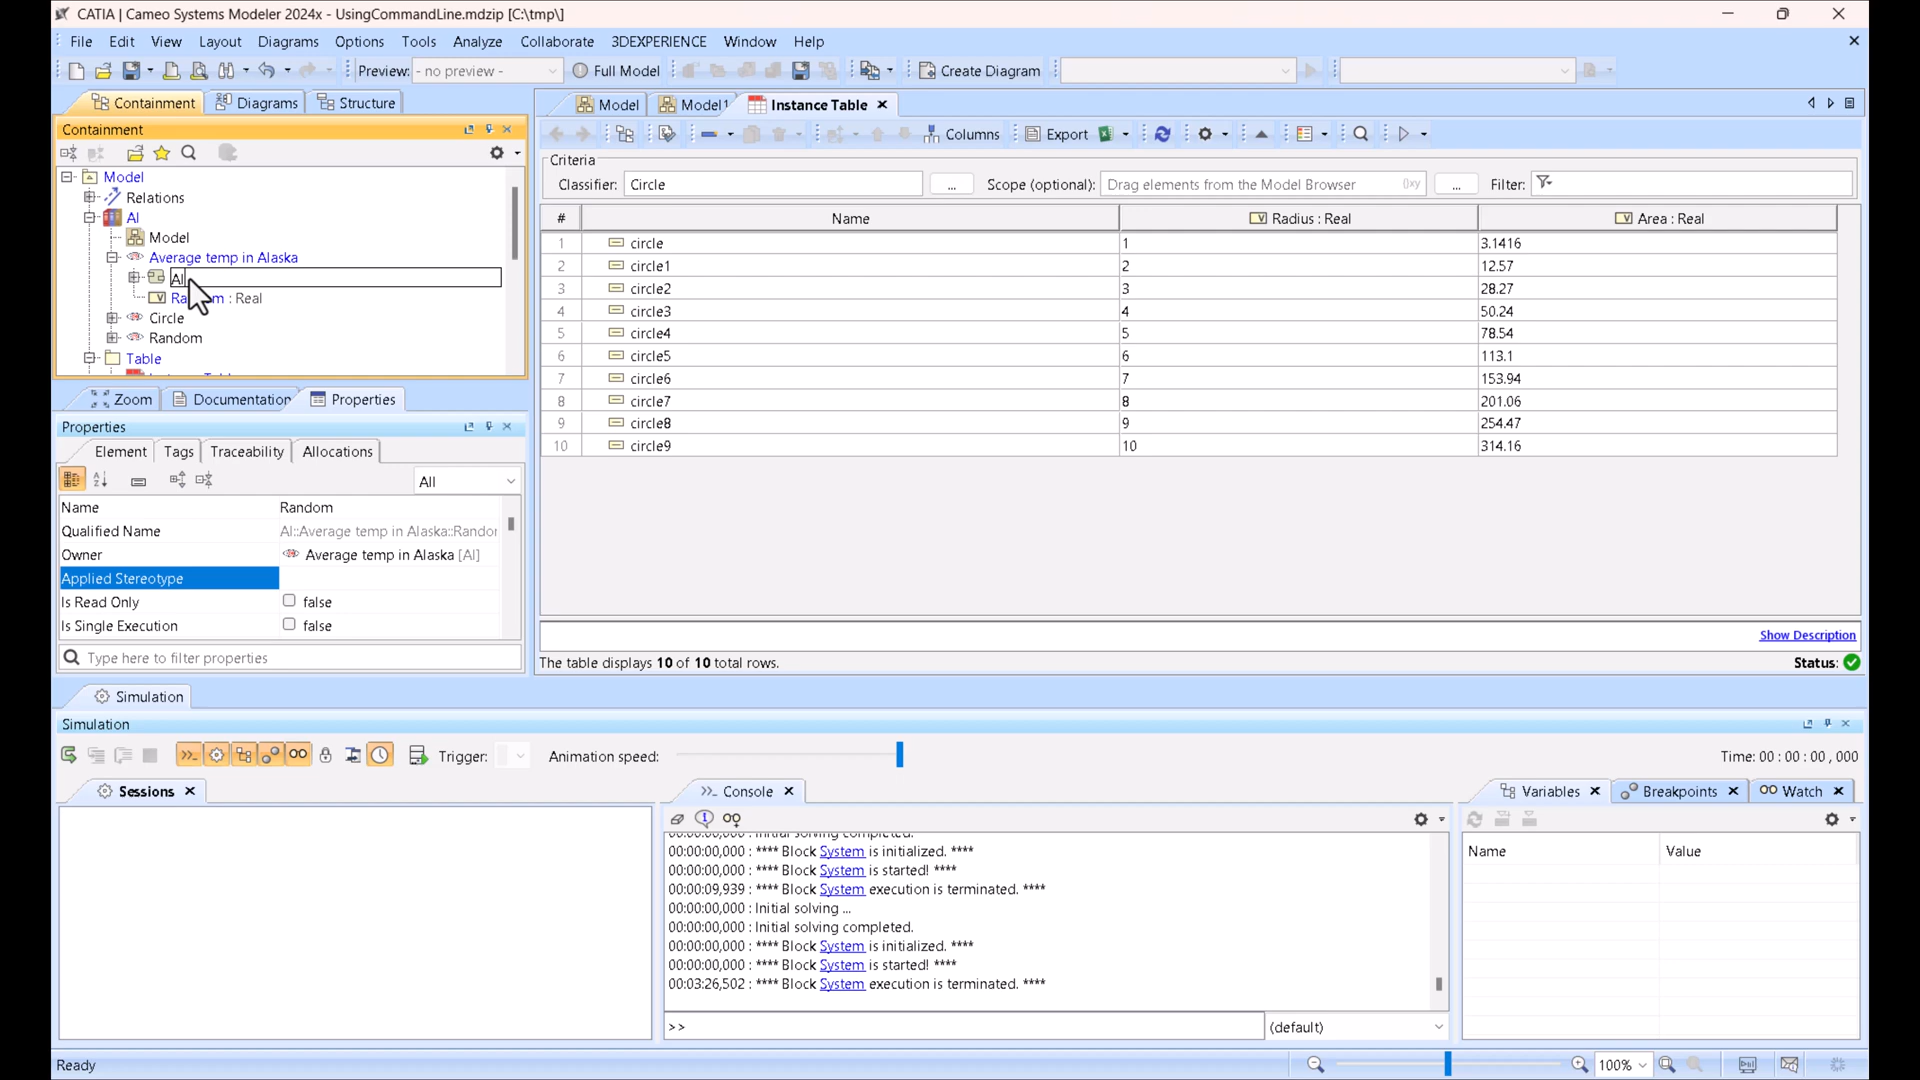 CATIA | Cameo Systems Modeler 2024x - UsingCommandLine.mdzip [C:\tmp\]
File Edit View Layout Diagrams Options Tools Analyze Collaborate 3DEXPERIENCE Window Help
Preview: - no preview - Full Model Create Diagram
Containment Diagrams Structure
Model Model1 Instance Table
Containment
Columns Export
Criteria
Classifier: Circle ... Scope (optional): Drag elements from the Model Browser ... Filter:
Model
Relations
AI
Model
Average temp in Alaska
AI
Ra m : Real
Circle
Random
Table
# Name Radius : Real Area : Real
1 circle 1 3.1416
2 circle1 2 12.57
3 circle2 3 28.27
4 circle3 4 50.24
5 circle4 5 78.54
6 circle5 6 113.1
7 circle6 7 153.94
8 circle7 8 201.06
9 circle8 9 254.47
10 circle9 10 314.16
Show Description
The table displays 10 of 10 total rows. Status:
Zoom Documentation Properties
Properties
Element Tags Traceability Allocations
All
Name Random
Qualified Name AI::Average temp in Alaska::Randor
Owner Average temp in Alaska [AI]
Applied Stereotype
Is Read Only false
Is Single Execution false
Type here to filter properties
Simulation
Simulation
Trigger: Animation speed: Time: 00 : 00 : 00 , 000
Sessions Console Variables Breakpoints Watch
00:00:00,000 : Initial solving completed.
00:00:00,000 : **** Block System is initialized. ****
00:00:00,000 : **** Block System is started! ****
00:00:09,939 : **** Block System execution is terminated. ****
00:00:00,000 : Initial solving ...
00:00:00,000 : Initial solving completed.
00:00:00,000 : **** Block System is initialized. ****
00:00:00,000 : **** Block System is started! ****
00:03:26,502 : **** Block System execution is terminated. ****
>> (default)
Name Value
Ready 100%